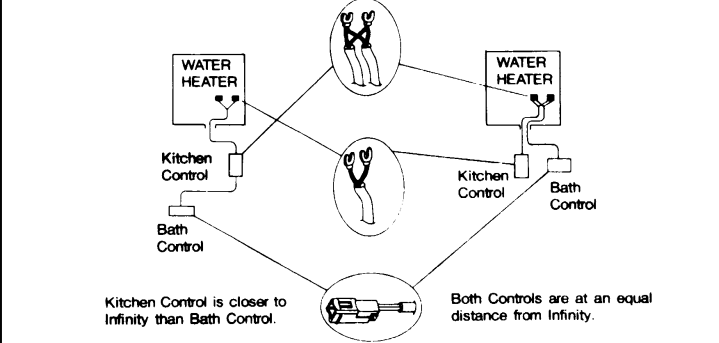 WATER
HEATER
WATER
HEATER
Kitchen
Control
Kitchen
Control
Bath
Control
Bath
Control
Kitchen Control is closer to
Infinity than Bath Control.
Both Controls are at an equal
distance from Infinity.